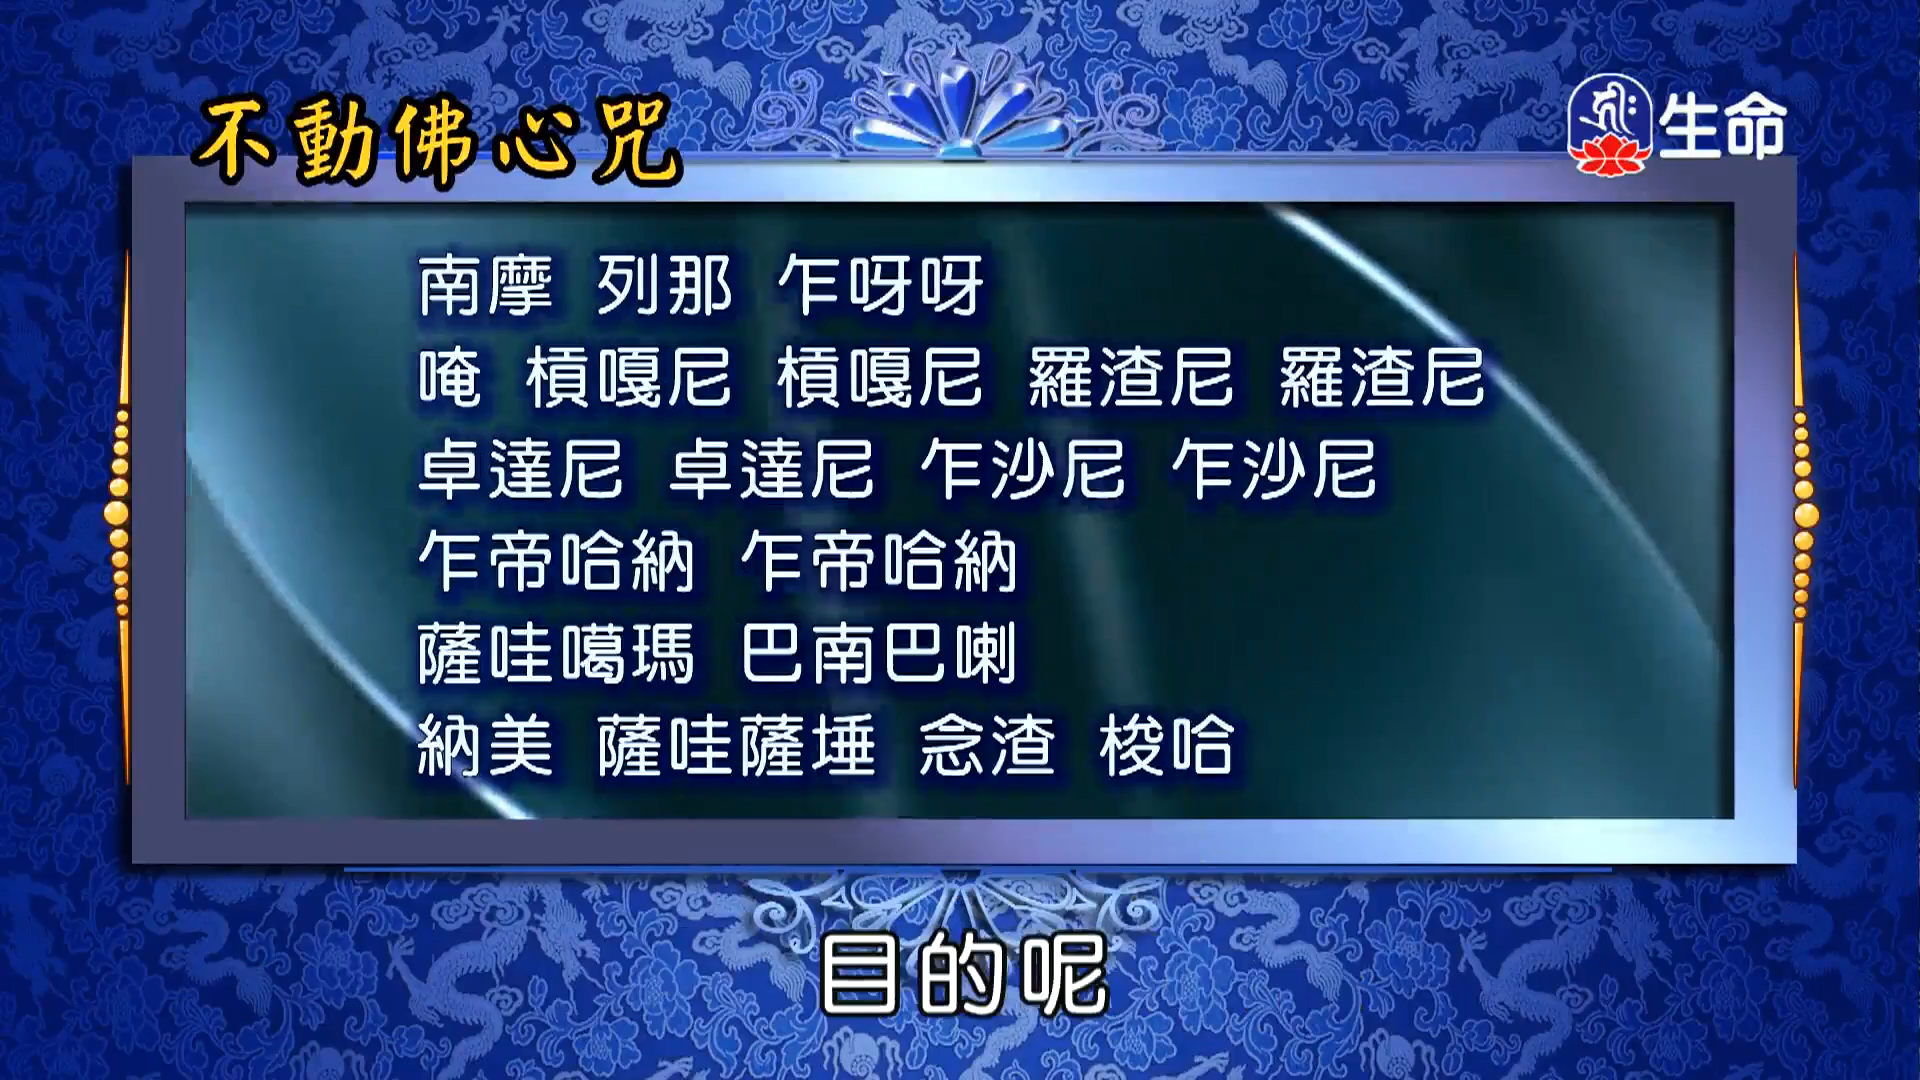 不動佛心咒
生命
南摩 列那 乍呀呀
唵 槓嘎尼 槓嘎尼 羅渣尼 羅渣尼
卓達尼 卓達尼 乍沙尼 乍沙尼
乍帝哈納 乍帝哈納
薩哇噶瑪 巴南巴喇
納美 薩哇薩埵 念渣 梭哈
目的呢